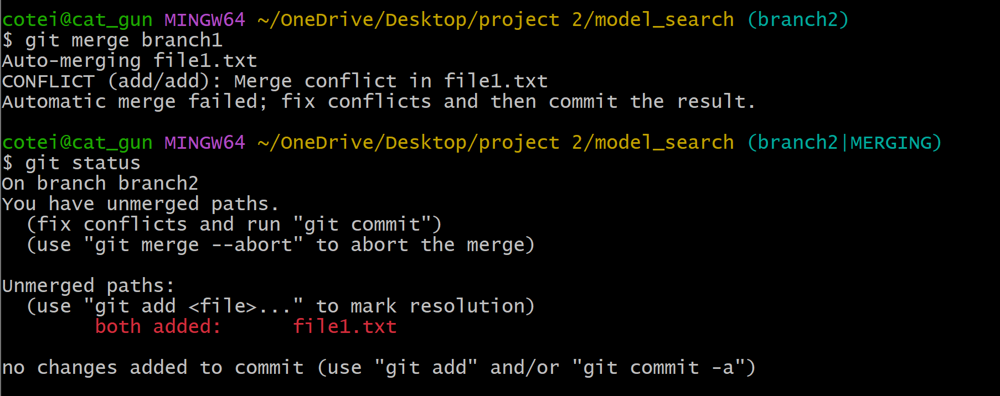 cotei@cat_gun MINGW64 ~/OneDrive/Desktop/project 2/model_search (branch2)
$ git merge branch1
Auto-merging file1.txt
CONFLICT (add/add): Merge conflict in file1.txt
Automatic merge failed; fix conflicts and then commit the result.

cotei@cat_gun MINGW64 ~/OneDrive/Desktop/project 2/model_search (branch2|MERGING)
$ git status
On branch branch2
You have unmerged paths.
  (fix conflicts and run "git commit")
  (use "git merge --abort" to abort the merge)

Unmerged paths:
  (use "git add <file>..." to mark resolution)
        both added:      file1.txt

no changes added to commit (use "git add" and/or "git commit -a")